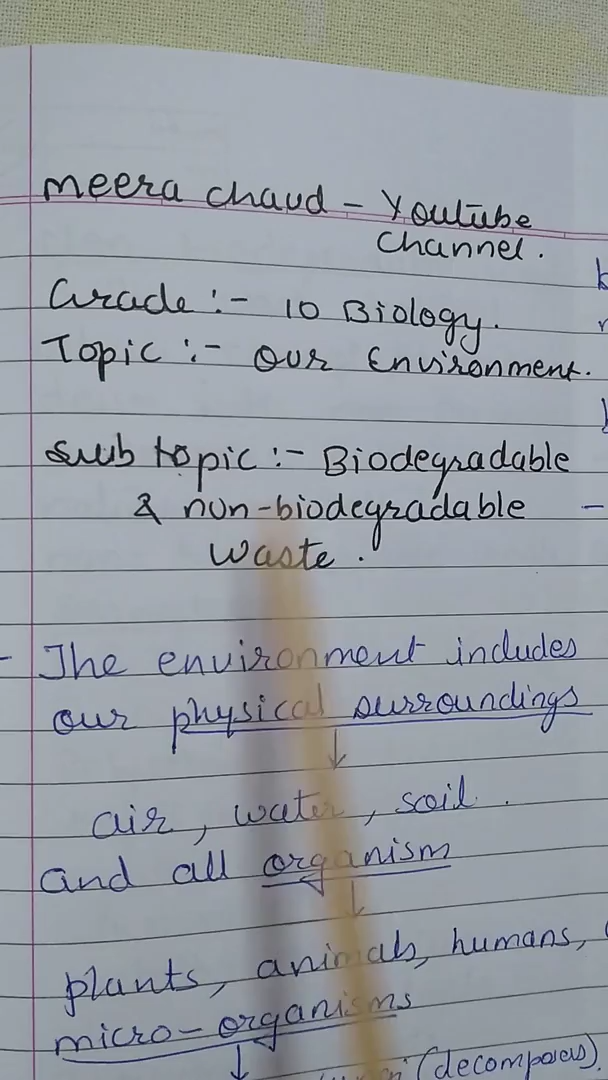 meera chaud - Youtube
channel.
Grade :- 10 Biology.
Topic :- Our Environment.
Sub topic :- Biodegradable
& non-biodegradable
waste.
- The environment includes
our physical surroundings
↓
air, water, soil.
and all organism
↓
plants, animals, humans,
micro-organisms
↓
(decomposers).